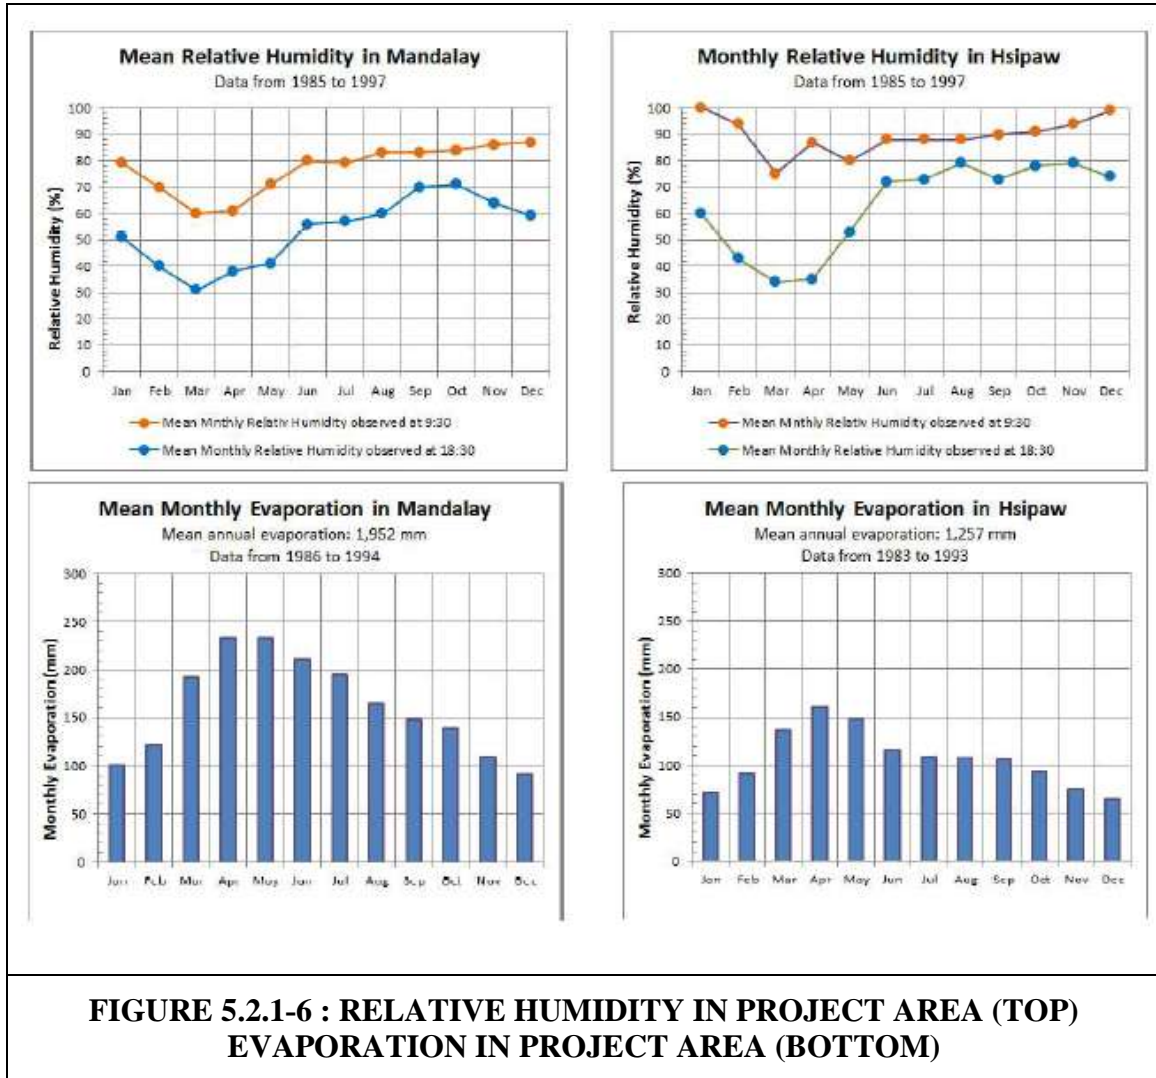 Mean Relative Humidity in Mandalay
Data from 1985 to 1997
Relative Humidity (%)
100
90
80
70
60
50
40
30
20
10
0
Jan Feb Mar Apr May Jun Jul Aug Sep Oct Nov Dec
Mean Mnthly Relativ Humidity observed at 9:30
Mean Monthly Relative Humidity observed at 18:30
Monthly Relative Humidity in Hsipaw
Data from 1985 to 1997
Relative Humidity (%)
100
90
80
70
60
50
40
30
20
10
0
Jan Feb Mar Apr May Jun Jul Aug Sep Oct Nov Dec
Mean Mnthly Relativ Humidity observed at 9:30
Mean Monthly Relative Humidity observed at 18:30
Mean Monthly Evaporation in Mandalay
Mean annual evaporation: 1,952 mm
Data from 1986 to 1994
Monthly Evaporation (mm)
300
250
200
150
100
50
0
Jan Feb Mar Apr May Jun Jul Aug Sep Oct Nov Dec
Mean Monthly Evaporation in Hsipaw
Mean annual evaporation: 1,257 mm
Data from 1983 to 1993
Monthly Evaporation (mm)
300
250
200
150
100
50
0
Jan Feb Mar Apr May Jun Jul Aug Sep Oct Nov Dec
FIGURE 5.2.1-6 : RELATIVE HUMIDITY IN PROJECT AREA (TOP)
EVAPORATION IN PROJECT AREA (BOTTOM)